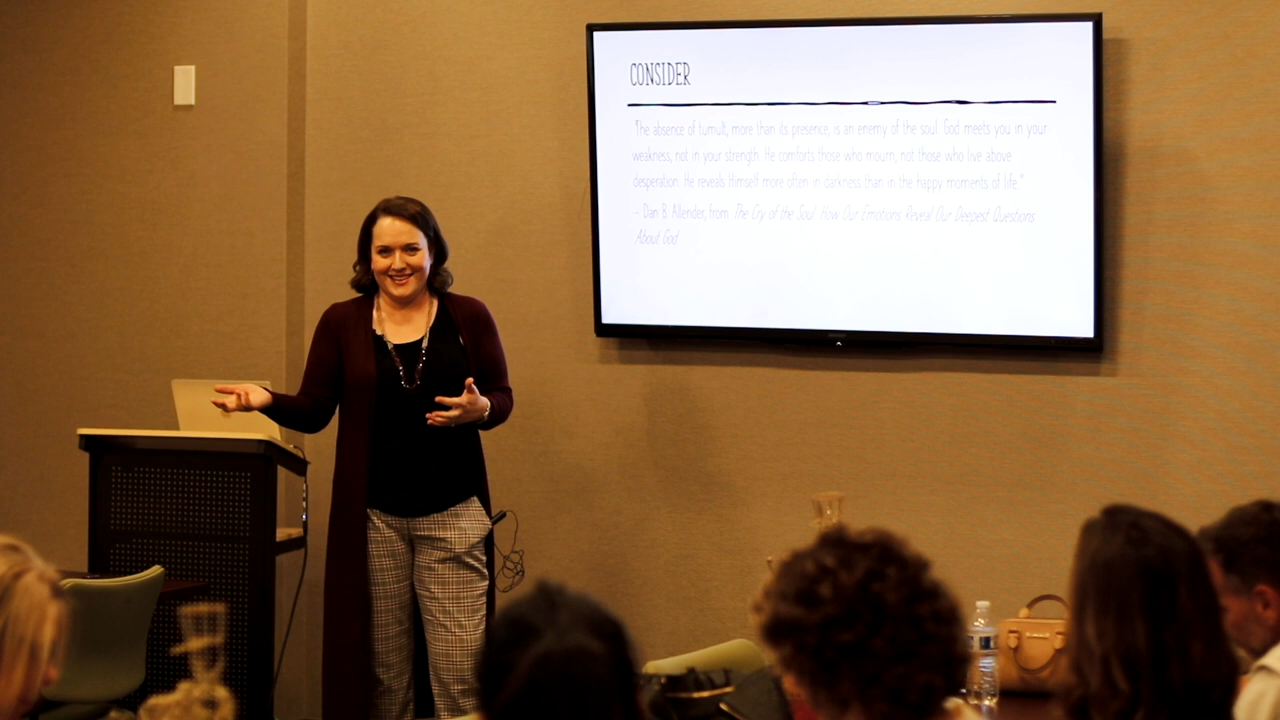 CONSIDER
"The absence of tumult, more than its presence, is an enemy of the soul. God meets you in your
weakness, not in your strength. He comforts those who mourn, not those who live above
desperation. He reveals Himself more often in darkness than in the happy moments of life."
- Dan B. Allender, from The Cry of the Soul: How Our Emotions Reveal Our Deepest Questions
About God